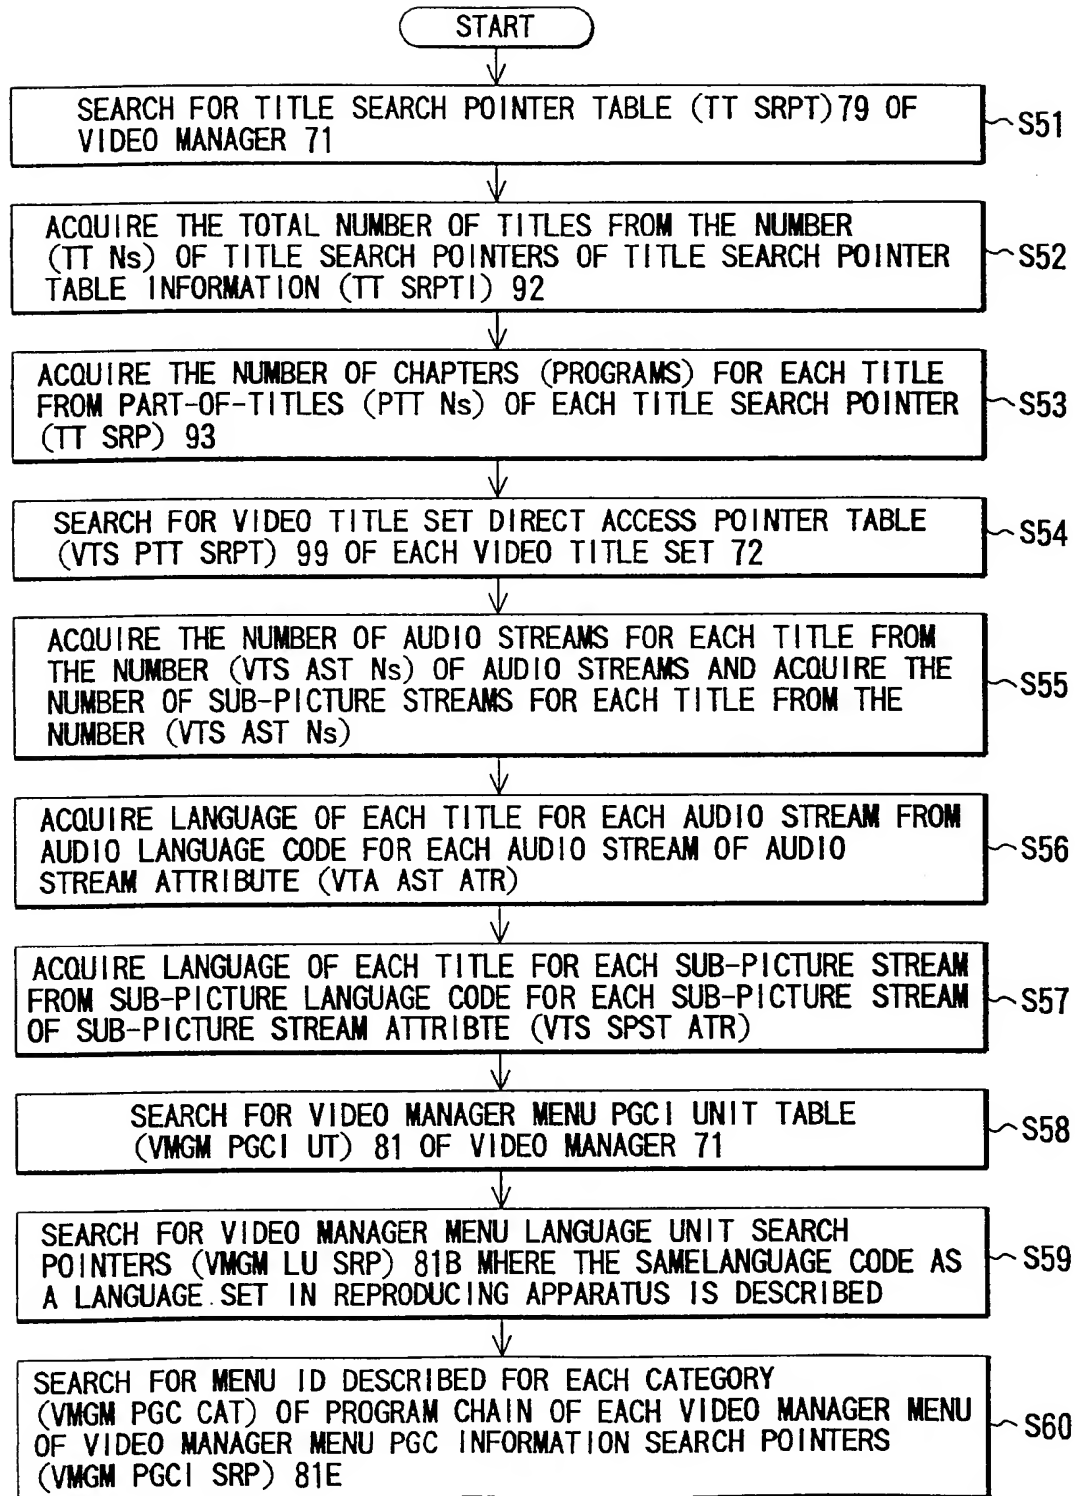 START
SEARCH FOR TITLE SEARCH POINTER TABLE (TT SRPT)79 OF
VIDEO MANAGER 71
S51
ACQUIRE THE TOTAL NUMBER OF TITLES FROM THE NUMBER
(TT Ns) OF TITLE SEARCH POINTERS OF TITLE SEARCH POINTER
TABLE INFORMATION (TT SRPTI) 92
S52
ACQUIRE THE NUMBER OF CHAPTERS (PROGRAMS) FOR EACH TITLE
FROM PART-OF-TITLES (PTT Ns) OF EACH TITLE SEARCH POINTER
(TT SRP) 93
S53
SEARCH FOR VIDEO TITLE SET DIRECT ACCESS POINTER TABLE
(VTS PTT SRPT) 99 OF EACH VIDEO TITLE SET 72
S54
ACQUIRE THE NUMBER OF AUDIO STREAMS FOR EACH TITLE FROM
THE NUMBER (VTS AST Ns) OF AUDIO STREAMS AND ACQUIRE THE
NUMBER OF SUB-PICTURE STREAMS FOR EACH TITLE FROM THE
NUMBER (VTS AST Ns)
S55
ACQUIRE LANGUAGE OF EACH TITLE FOR EACH AUDIO STREAM FROM
AUDIO LANGUAGE CODE FOR EACH AUDIO STREAM OF AUDIO
STREAM ATTRIBUTE (VTA AST ATR)
S56
ACQUIRE LANGUAGE OF EACH TITLE FOR EACH SUB-PICTURE STREAM
FROM SUB-PICTURE LANGUAGE CODE FOR EACH SUB-PICTURE STREAM
OF SUB-PICTURE STREAM ATTRIBTE (VTS SPST ATR)
S57
SEARCH FOR VIDEO MANAGER MENU PGCI UNIT TABLE
(VMGM PGCI UT) 81 OF VIDEO MANAGER 71
S58
SEARCH FOR VIDEO MANAGER MENU LANGUAGE UNIT SEARCH
POINTERS (VMGM LU SRP) 81B WHERE THE SAMELANGUAGE CODE AS
A LANGUAGE SET IN REPRODUCING APPARATUS IS DESCRIBED
S59
SEARCH FOR MENU ID DESCRIBED FOR EACH CATEGORY
(VMGM PGC CAT) OF PROGRAM CHAIN OF EACH VIDEO MANAGER MENU
OF VIDEO MANAGER MENU PGC INFORMATION SEARCH POINTERS
(VMGM PGCI SRP) 81E
S60